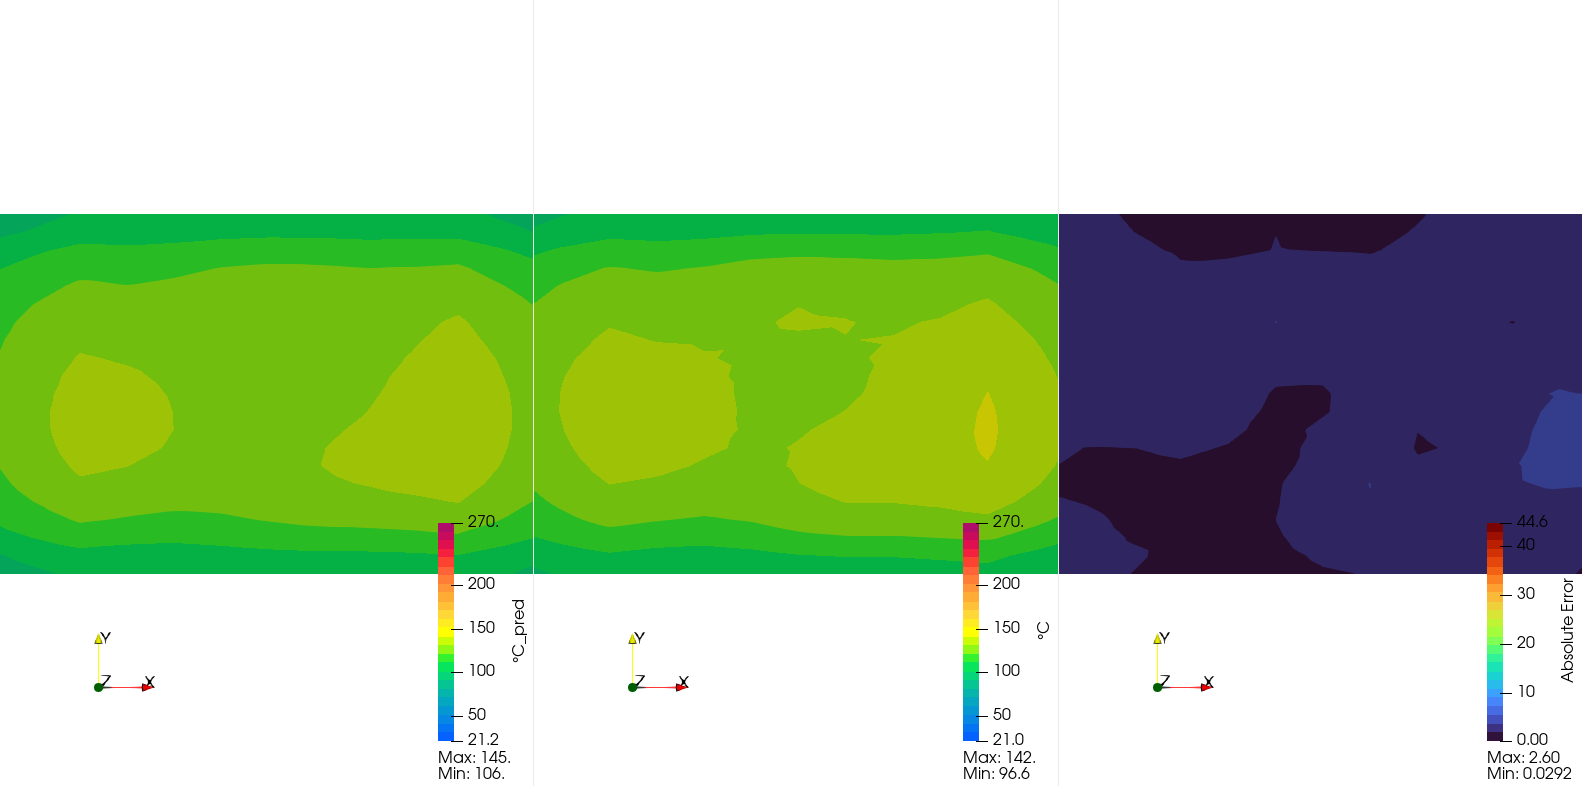 270.
200
150
100
50
21.2
°C_pred
Max: 145.
Min: 106.
Y
Z
X
270.
200
150
100
50
21.0
°C
Max: 142.
Min: 96.6
Y
Z
X
44.6
40
30
20
10
0.00
Absolute Error
Max: 2.60
Min: 0.0292
Y
Z
X